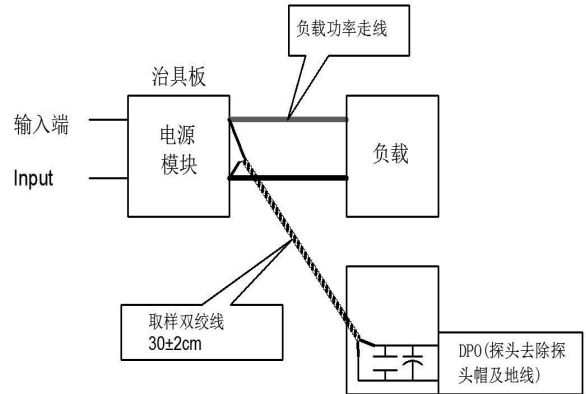 负载功率走线
治具板
输入端
电源
模块
负载
Input
取样双绞线
30±2cm
DPO(探头去除探
头帽及地线)